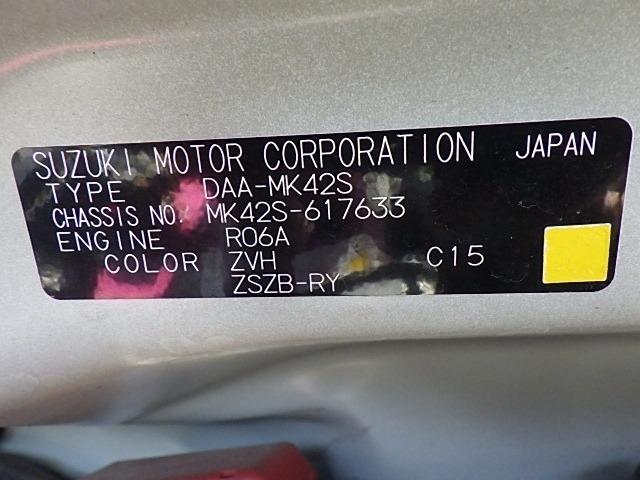 SUZUKI MOTOR CORPORATION JAPAN
TYPE DAA-MK42S
CHASSIS NO. MK42S-617633
ENGINE R06A
COLOR ZVH C15
ZSZB-RY